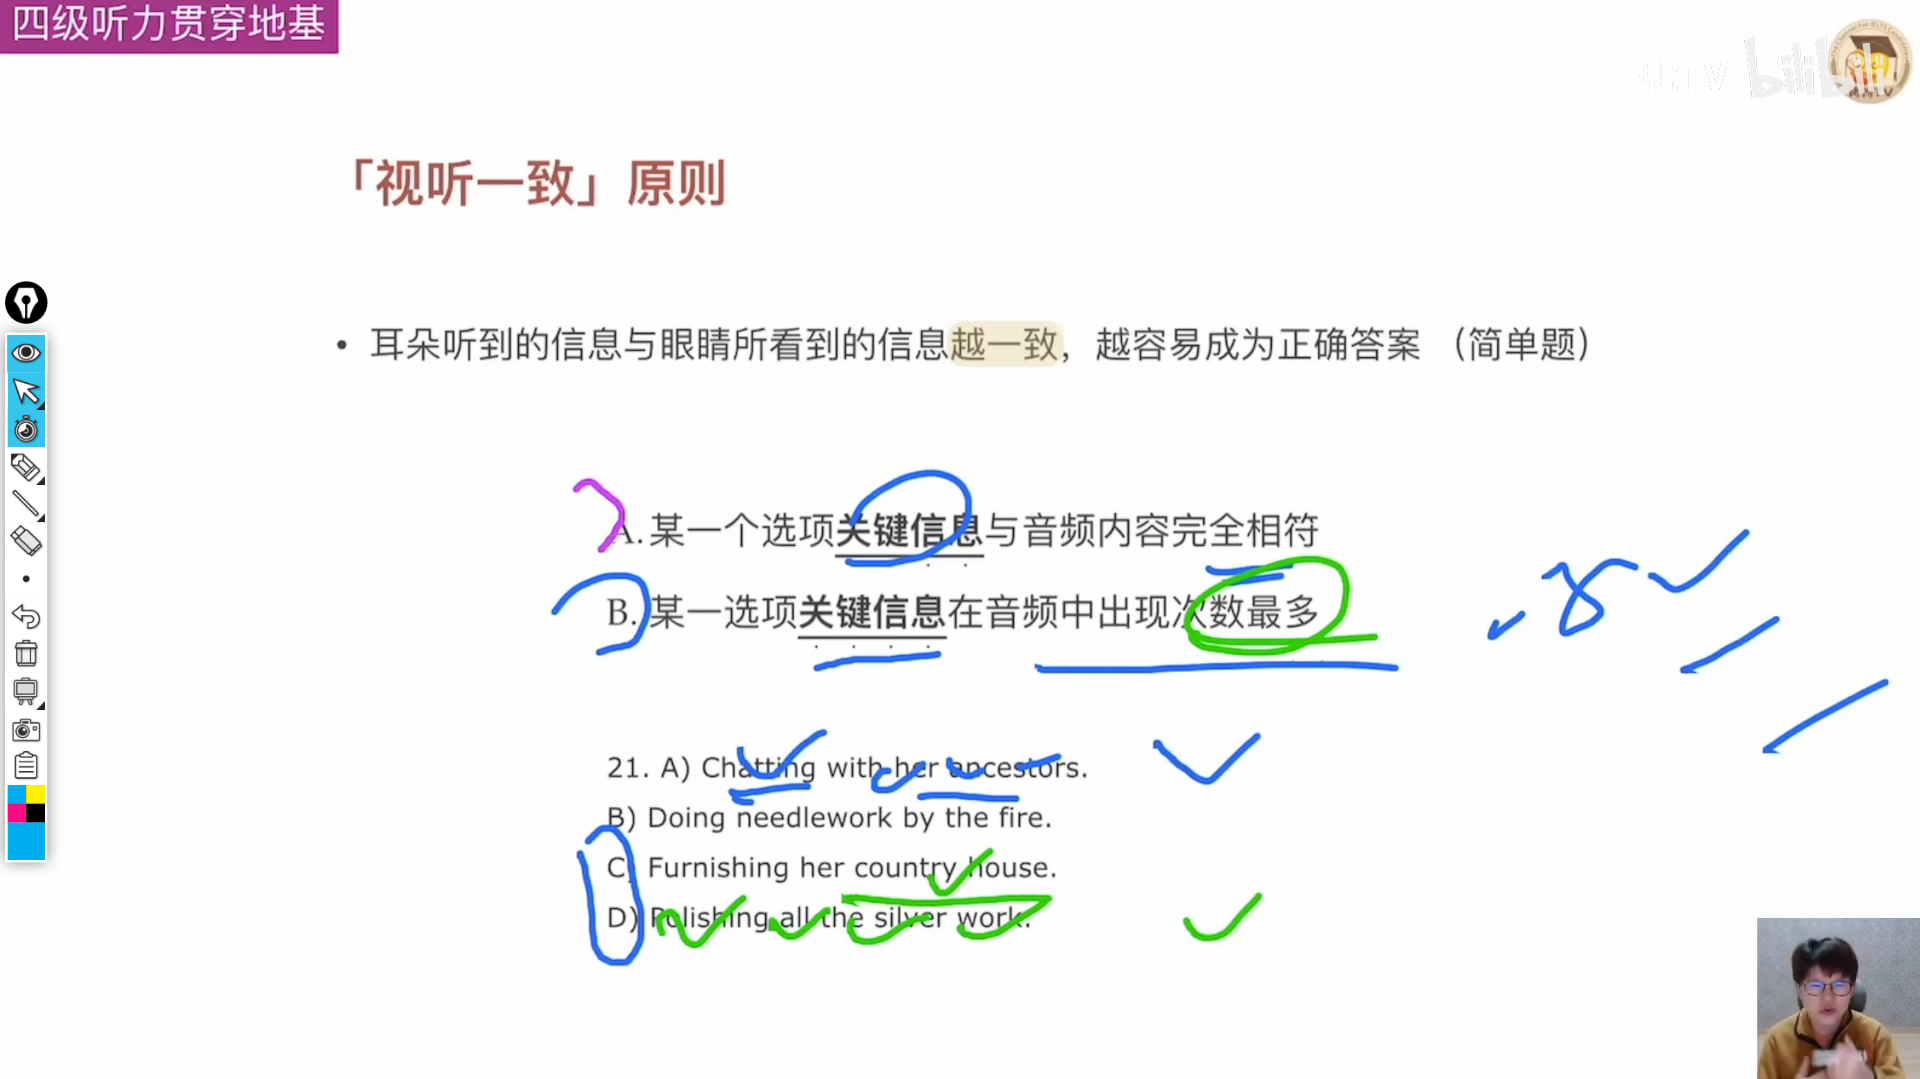 四级听力贯穿地基
bilibili
「视听一致」原则
• 耳朵听到的信息与眼睛所看到的信息越一致，越容易成为正确答案 （简单题）
A. 某一个选项关键信息与音频内容完全相符
B. 某一选项关键信息在音频中出现次数最多
21. A) Chatting with her ancestors.
B) Doing needlework by the fire.
C) Furnishing her country house.
D) Polishing all the silver work.